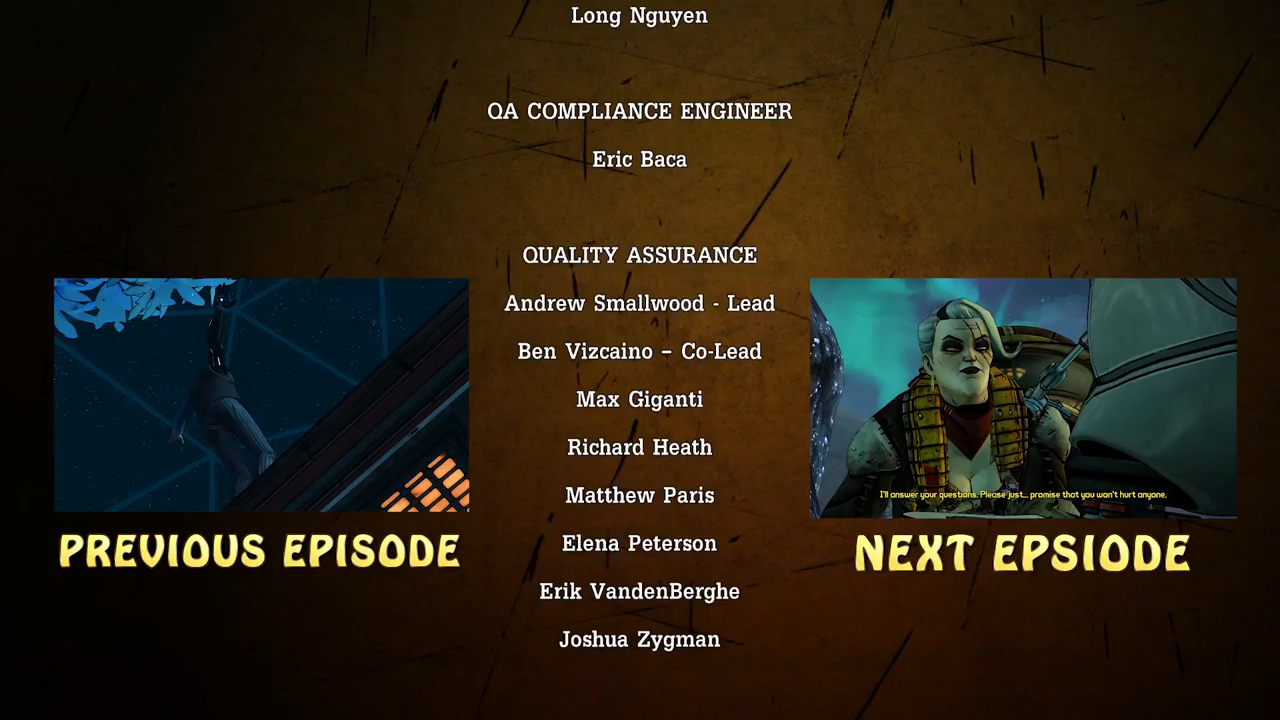 Long Nguyen
QA COMPLIANCE ENGINEER
Eric Baca
QUALITY ASSURANCE
Andrew Smallwood - Lead
Ben Vizcaino – Co-Lead
Max Giganti
Richard Heath
Matthew Paris
Elena Peterson
Erik VandenBerghe
Joshua Zygman
PREVIOUS EPISODE
I'll answer your questions. Please just... promise that you won't hurt anyone.
NEXT EPSIODE